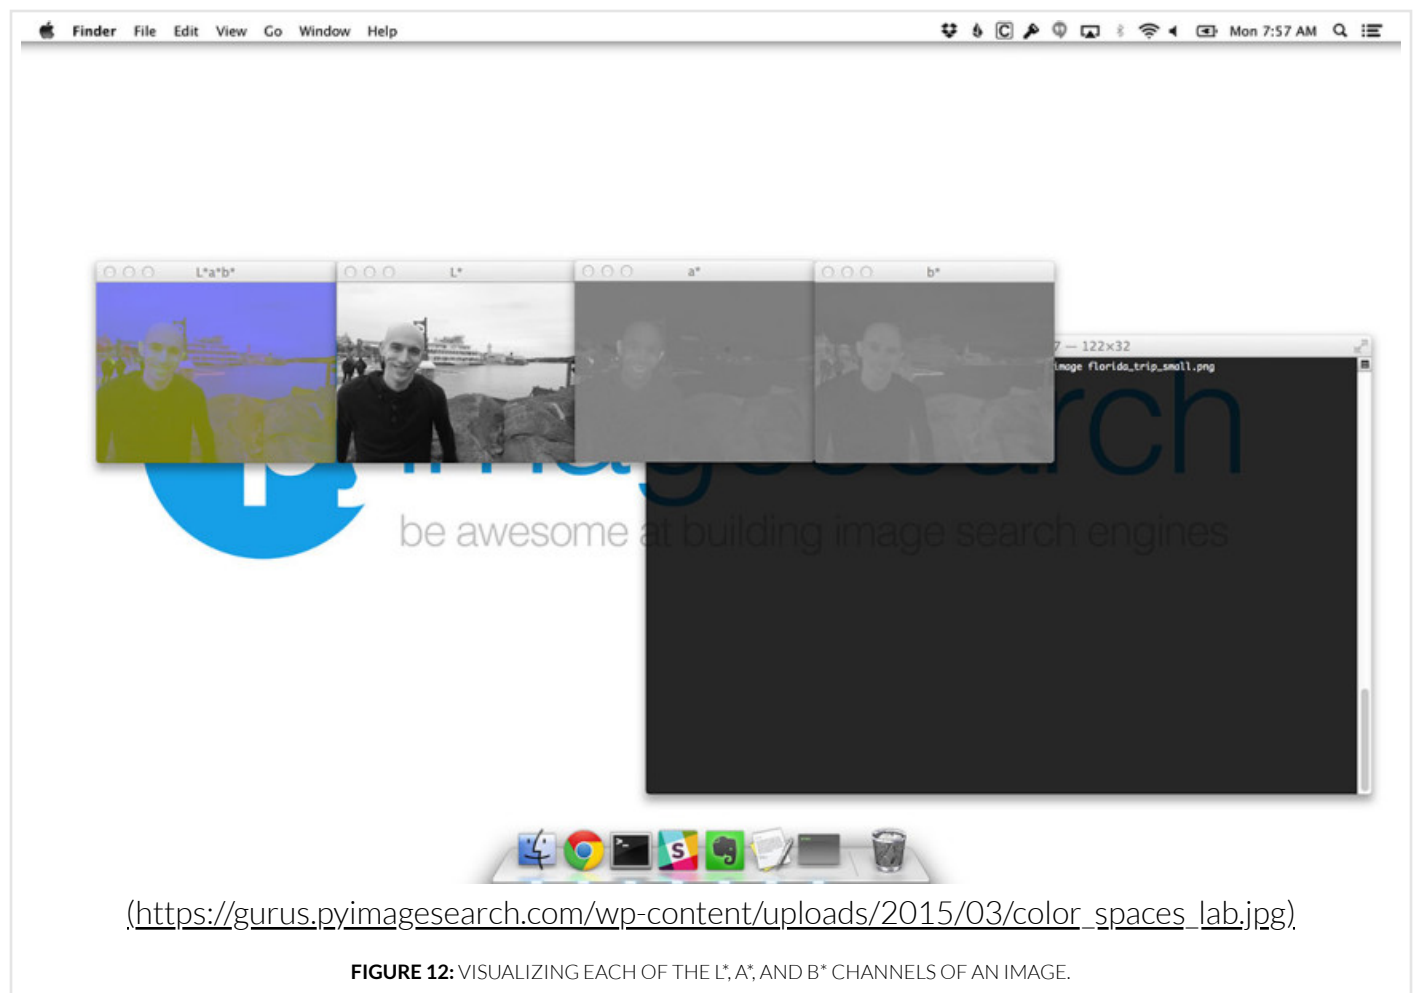 Finder File Edit View Go Window Help Mon 7:57 AM
L*a*b* L* a* b*
7 — 122×32
image florida_trip_small.png
be awesome at building image search engines
(https://gurus.pyimagesearch.com/wp-content/uploads/2015/03/color_spaces_lab.jpg)
FIGURE 12: VISUALIZING EACH OF THE L*, A*, AND B* CHANNELS OF AN IMAGE.